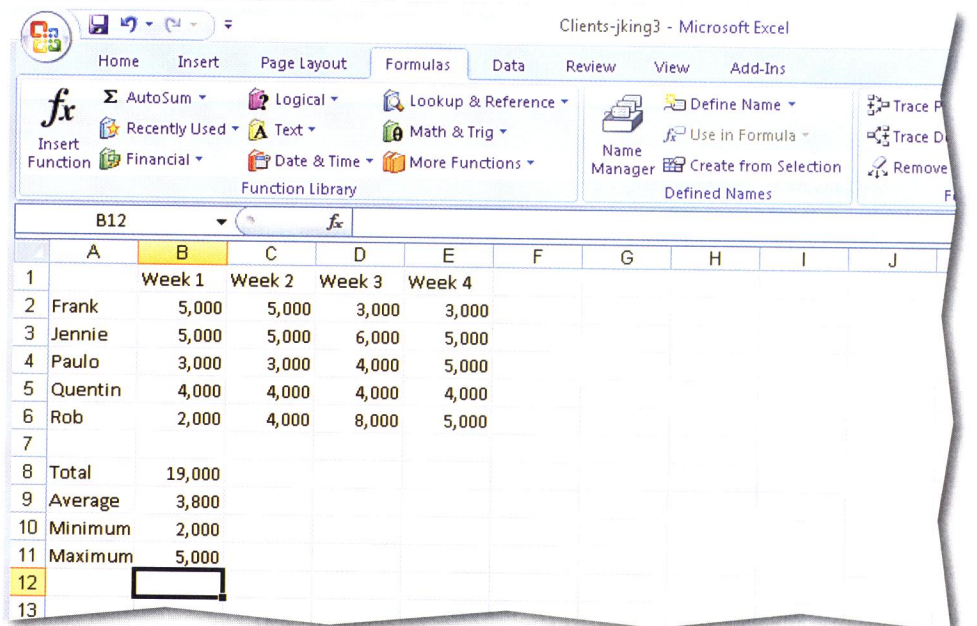 Clients-jking3 - Microsoft Excel
Home Insert Page Layout Formulas Data Review View Add-Ins
fx Σ AutoSum Logical Lookup & Reference Define Name Trace P
Recently Used A Text θ Math & Trig fx Use in Formula Trace D
Insert Function Financial Date & Time More Functions Name Manager Create from Selection Remove
Function Library Defined Names F
B12 fx
A B C D E F G H I J
1 Week 1 Week 2 Week 3 Week 4
2 Frank 5,000 5,000 3,000 3,000
3 Jennie 5,000 5,000 6,000 5,000
4 Paulo 3,000 3,000 4,000 5,000
5 Quentin 4,000 4,000 4,000 4,000
6 Rob 2,000 4,000 8,000 5,000
7
8 Total 19,000
9 Average 3,800
10 Minimum 2,000
11 Maximum 5,000
12
13